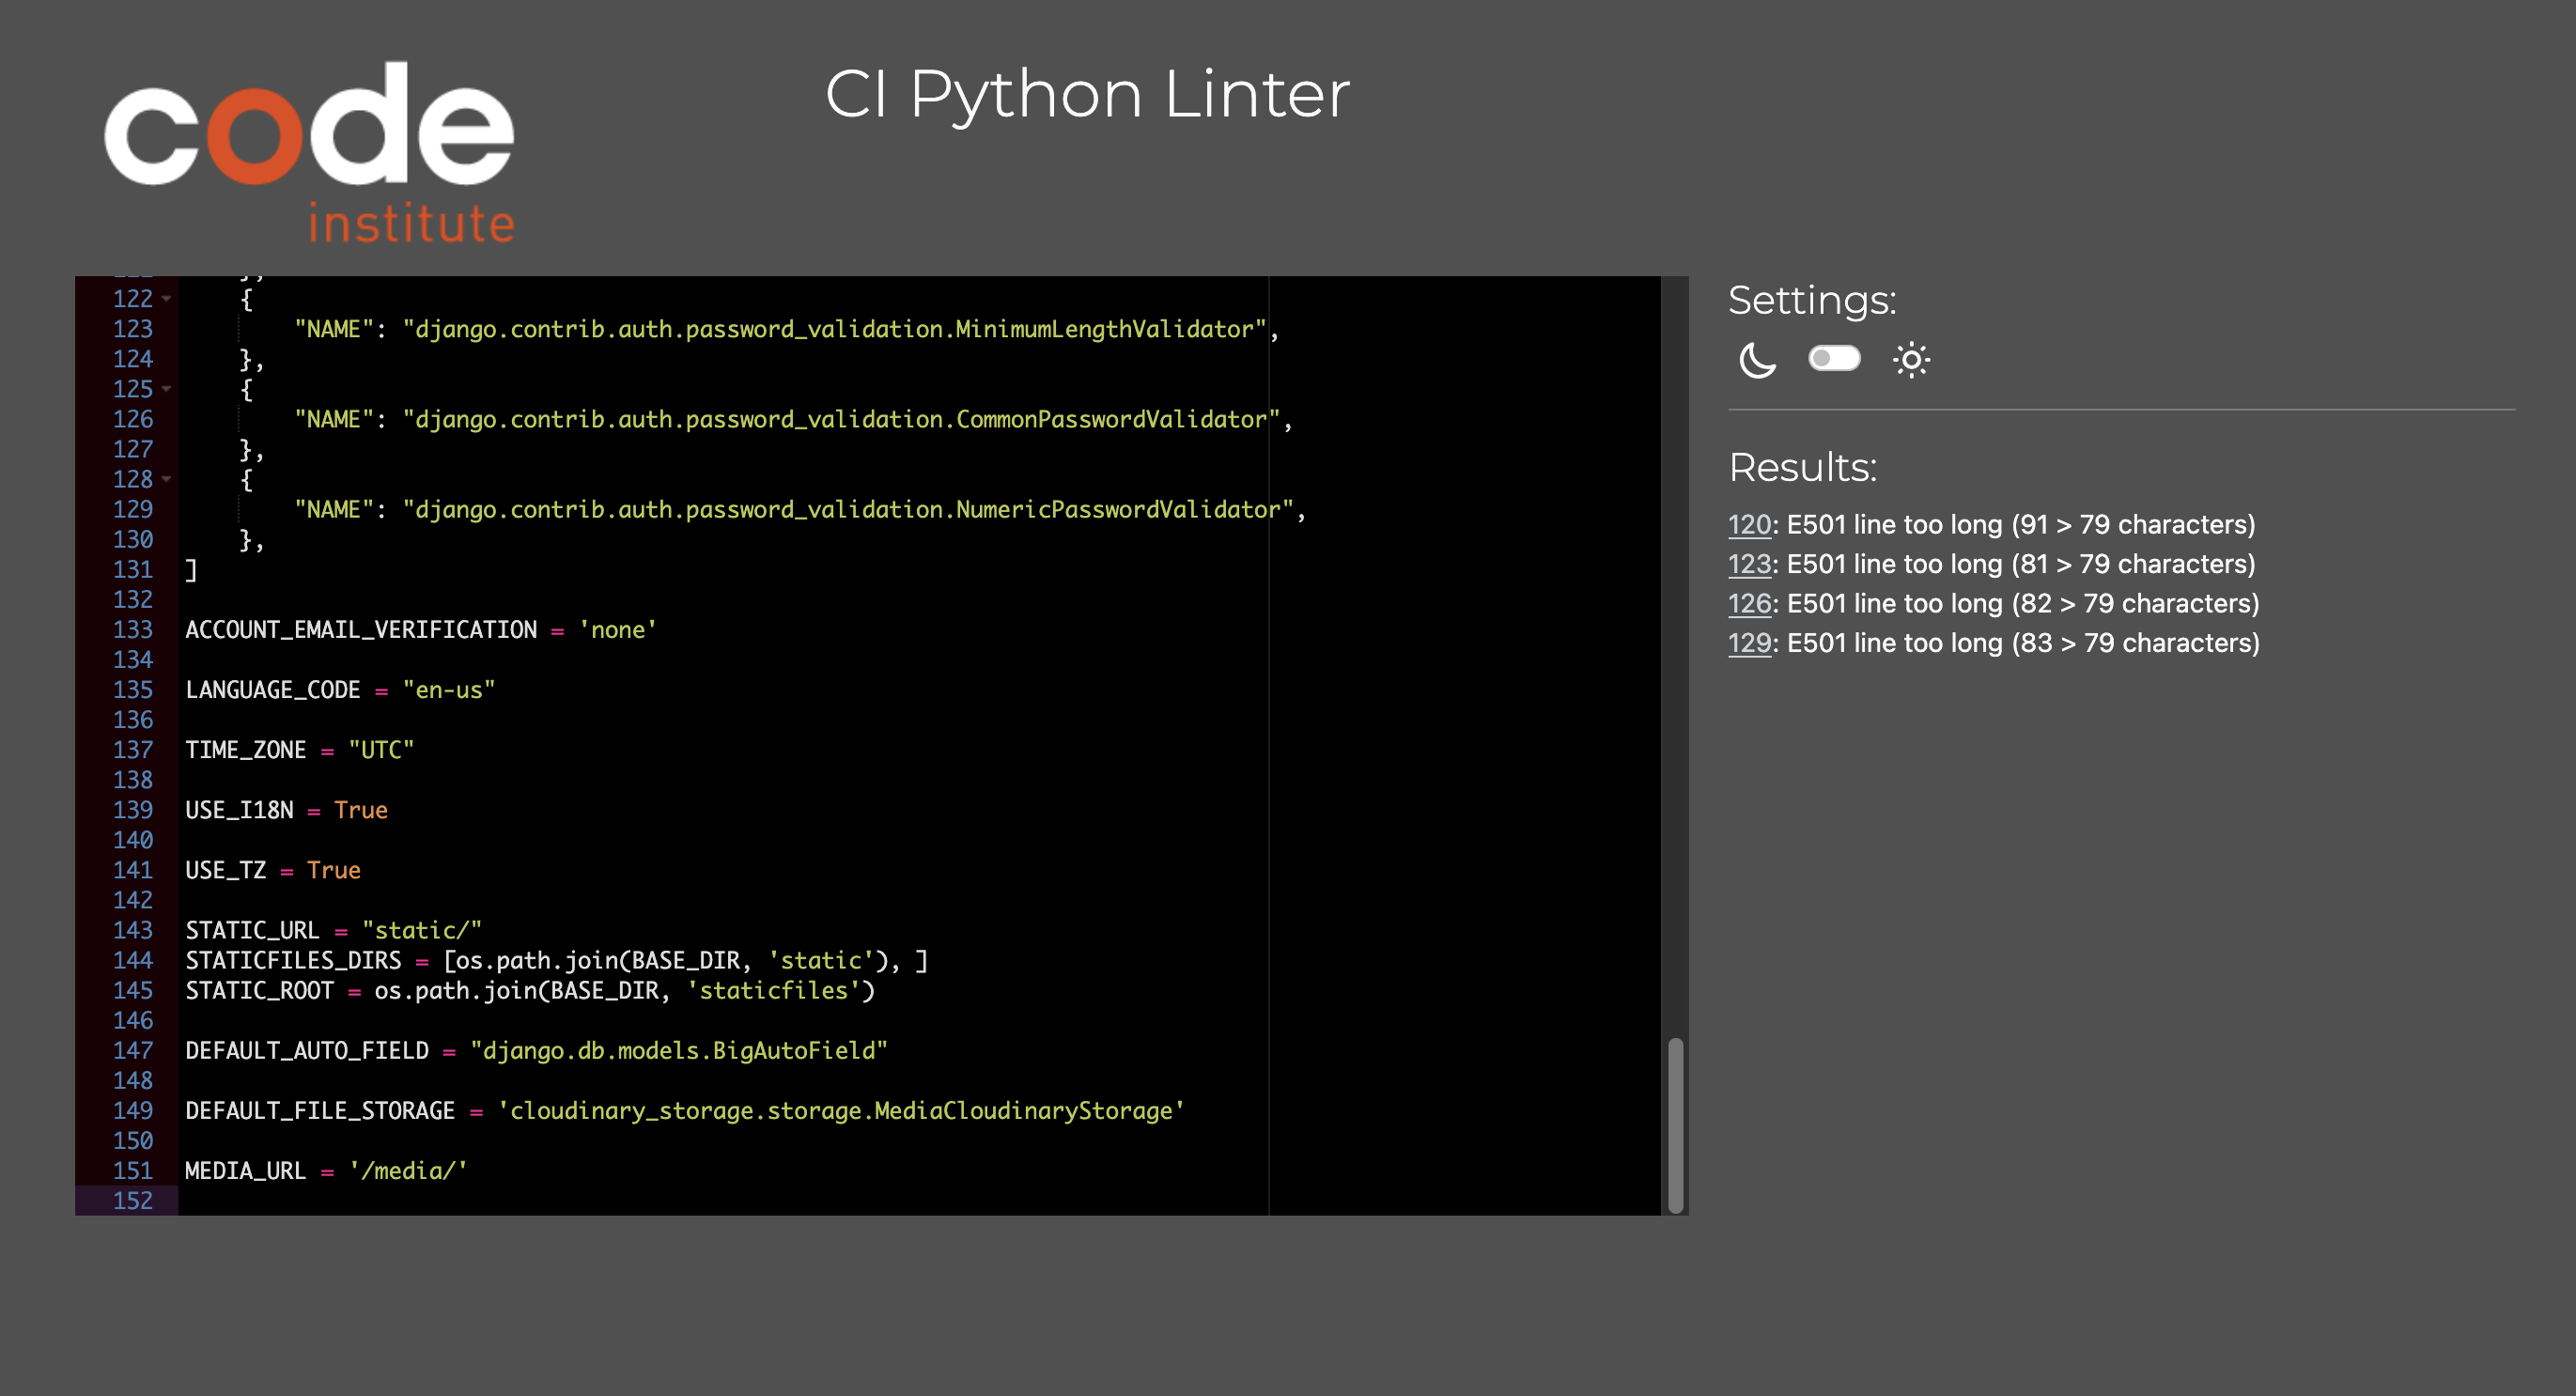 code
institute
CI Python Linter
122 {
123 "NAME": "django.contrib.auth.password_validation.MinimumLengthValidator",
124 },
125 {
126 "NAME": "django.contrib.auth.password_validation.CommonPasswordValidator",
127 },
128 {
129 "NAME": "django.contrib.auth.password_validation.NumericPasswordValidator",
130 },
131 ]
132
133 ACCOUNT_EMAIL_VERIFICATION = 'none'
134
135 LANGUAGE_CODE = "en-us"
136
137 TIME_ZONE = "UTC"
138
139 USE_I18N = True
140
141 USE_TZ = True
142
143 STATIC_URL = "static/"
144 STATICFILES_DIRS = [os.path.join(BASE_DIR, 'static'), ]
145 STATIC_ROOT = os.path.join(BASE_DIR, 'staticfiles')
146
147 DEFAULT_AUTO_FIELD = "django.db.models.BigAutoField"
148
149 DEFAULT_FILE_STORAGE = 'cloudinary_storage.storage.MediaCloudinaryStorage'
150
151 MEDIA_URL = '/media/'
152
Settings:
Results:
120: E501 line too long (91 > 79 characters)
123: E501 line too long (81 > 79 characters)
126: E501 line too long (82 > 79 characters)
129: E501 line too long (83 > 79 characters)